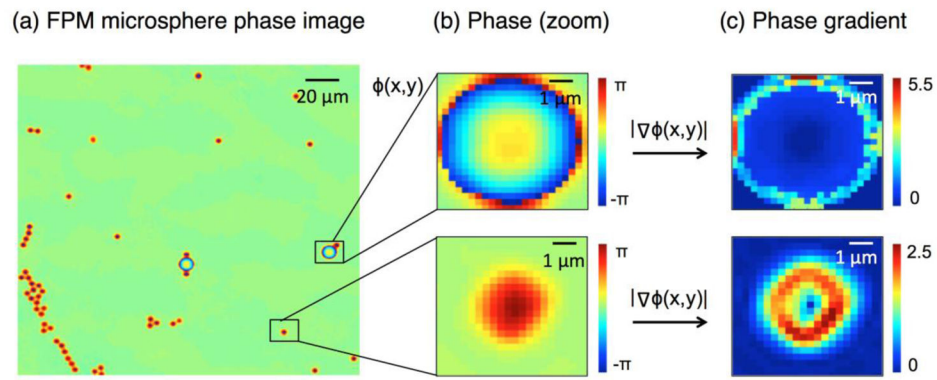 (a) FPM microsphere phase image
(b) Phase (zoom)
(c) Phase gradient
20 μm
ϕ(x,y)
1 μm
π
-π
|∇ϕ(x,y)|
1 μm
5.5
0
1 μm
π
-π
|∇ϕ(x,y)|
1 μm
2.5
0